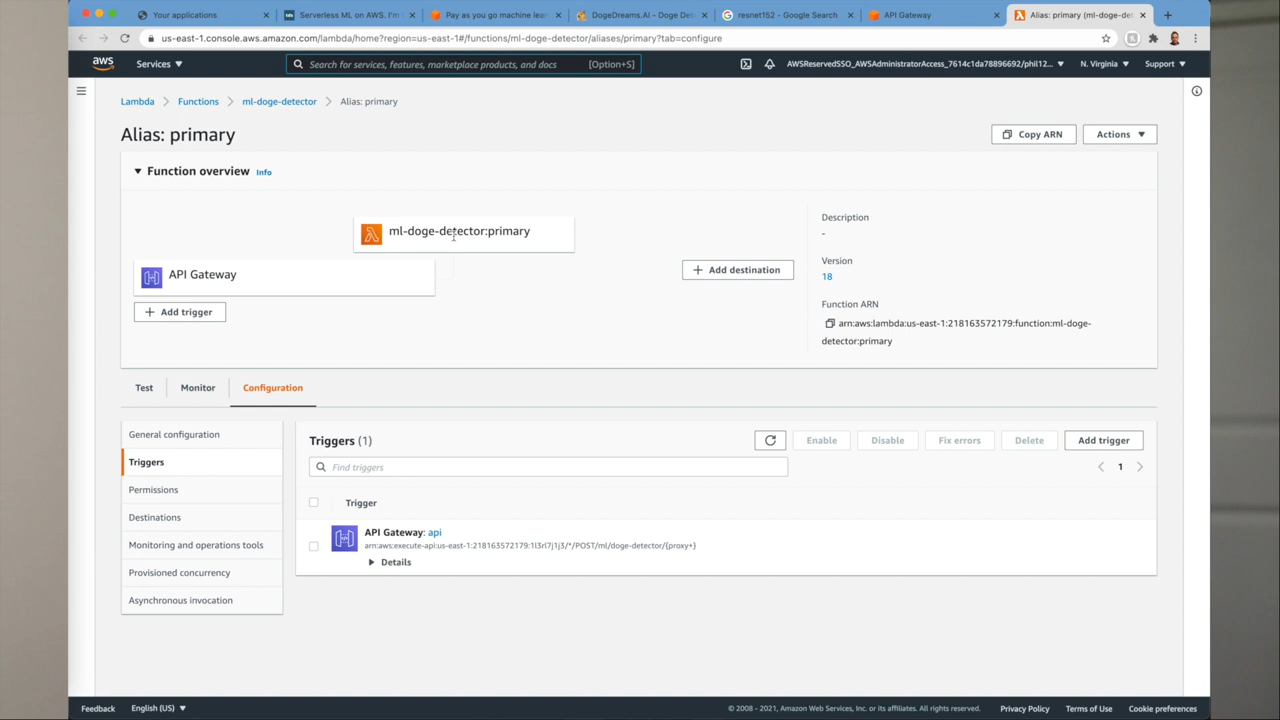 Your applications
Serverless ML on AWS. I'm
Pay as you go machine lear
DogeDreams.AI - Doge Det
resnet152 - Google Search
API Gateway
Alias: primary (ml-doge-det
us-east-1.console.aws.amazon.com/lambda/home?region=us-east-1#/functions/ml-doge-detector/aliases/primary?tab=configure
aws
Services
Search for services, features, marketplace products, and docs
[Option+S]
AWSReservedSSO_AWSAdministratorAccess_7614c1da78896692/phil12...
N. Virginia
Support
Lambda
Functions
ml-doge-detector
Alias: primary
Alias: primary
Copy ARN
Actions
Function overview
Info
ml-doge-detector:primary
API Gateway
Add trigger
Add destination
Description
-
Version
18
Function ARN
arn:aws:lambda:us-east-1:218163572179:function:ml-doge-
detector:primary
Test
Monitor
Configuration
General configuration
Triggers
Permissions
Destinations
Monitoring and operations tools
Provisioned concurrency
Asynchronous invocation
Triggers (1)
Enable
Disable
Fix errors
Delete
Add trigger
Find triggers
1
Trigger
API Gateway: api
arn:aws:execute-api:us-east-1:218163572179:1l3rl7j1j3/*/POST/ml/doge-detector/{proxy+}
Details
Feedback
English (US)
© 2008 - 2021, Amazon Web Services, Inc. or its affiliates. All rights reserved.
Privacy Policy
Terms of Use
Cookie preferences